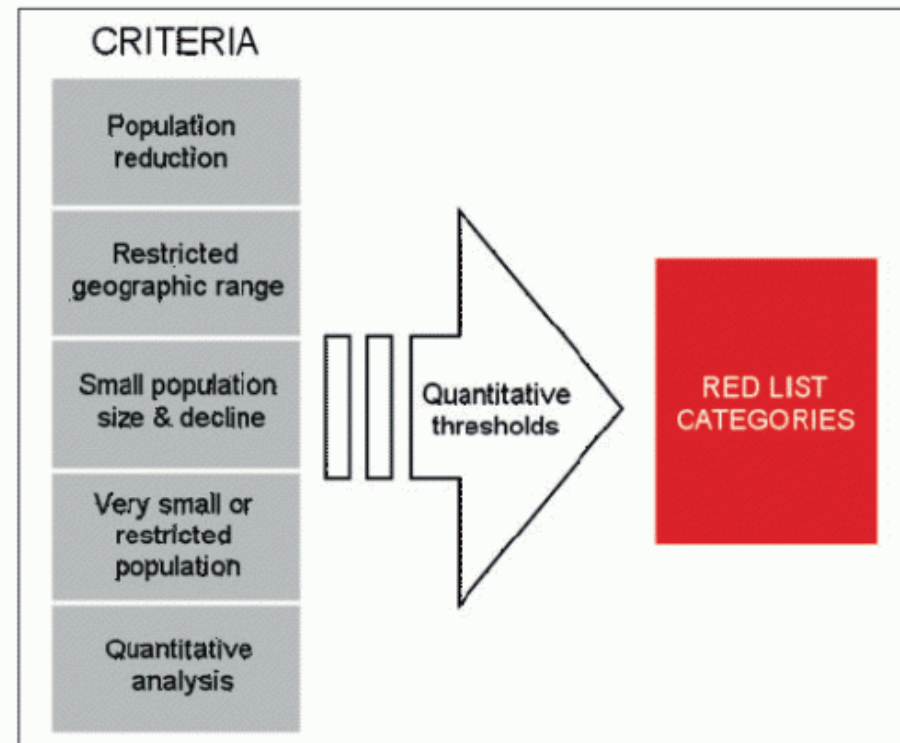 CRITERIA
Population
reduction
Restricted
geographic range
Small population
size & decline
Very small or
restricted
population
Quantitative
analysis
Quantitative
thresholds
RED LIST
CATEGORIES